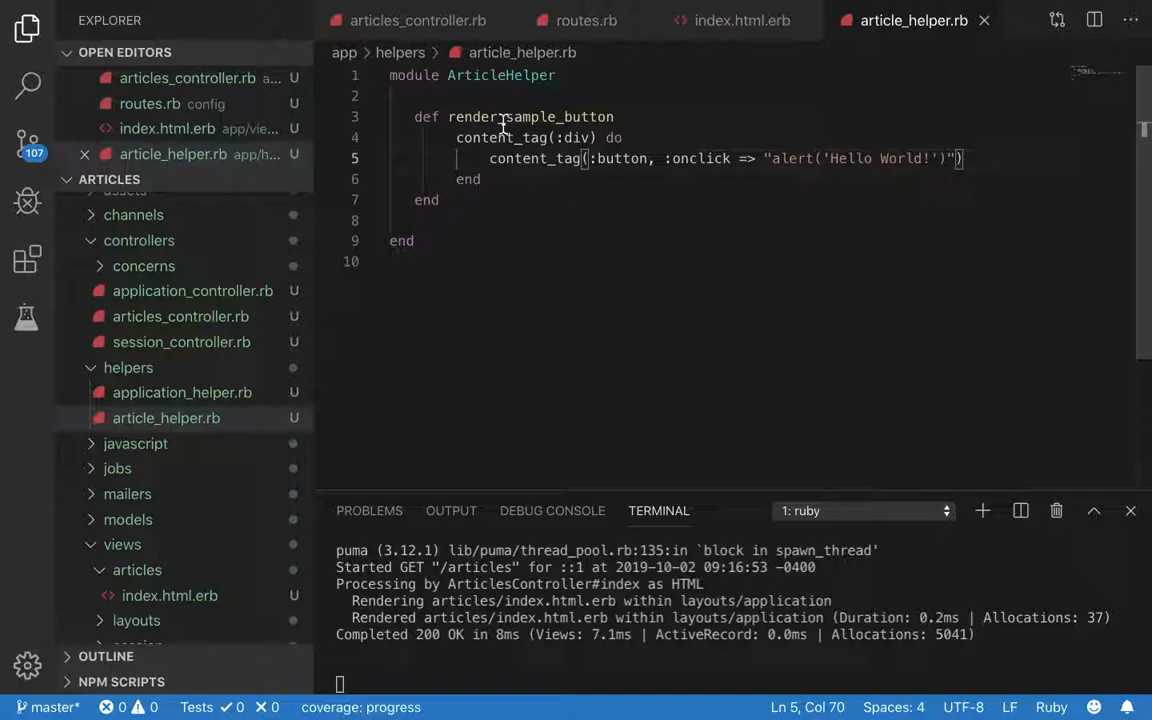 EXPLORER
articles_controller.rb
routes.rb
index.html.erb
article_helper.rb
OPEN EDITORS
articles_controller.rb a... U
routes.rb config U
index.html.erb app/vie... U
article_helper.rb app/h... U
ARTICLES
channels
controllers
concerns
application_controller.rb U
articles_controller.rb U
session_controller.rb U
helpers
application_helper.rb U
article_helper.rb U
javascript
jobs
mailers
models
views
articles
index.html.erb U
layouts
OUTLINE
NPM SCRIPTS
107
app > helpers > article_helper.rb
1 module ArticleHelper
2
3 def render_sample_button
4 content_tag(:div) do
5 content_tag(:button, :onclick => "alert('Hello World!')")
6 end
7 end
8
9 end
10
PROBLEMS OUTPUT DEBUG CONSOLE TERMINAL 1: ruby
puma (3.12.1) lib/puma/thread_pool.rb:135:in `block in spawn_thread'
Started GET "/articles" for ::1 at 2019-10-02 09:16:53 -0400
Processing by ArticlesController#index as HTML
Rendering articles/index.html.erb within layouts/application
Rendered articles/index.html.erb within layouts/application (Duration: 0.2ms | Allocations: 37)
Completed 200 OK in 8ms (Views: 7.1ms | ActiveRecord: 0.0ms | Allocations: 5041)
master* 0 0 Tests 0 0 coverage: progress Ln 5, Col 70 Spaces: 4 UTF-8 LF Ruby